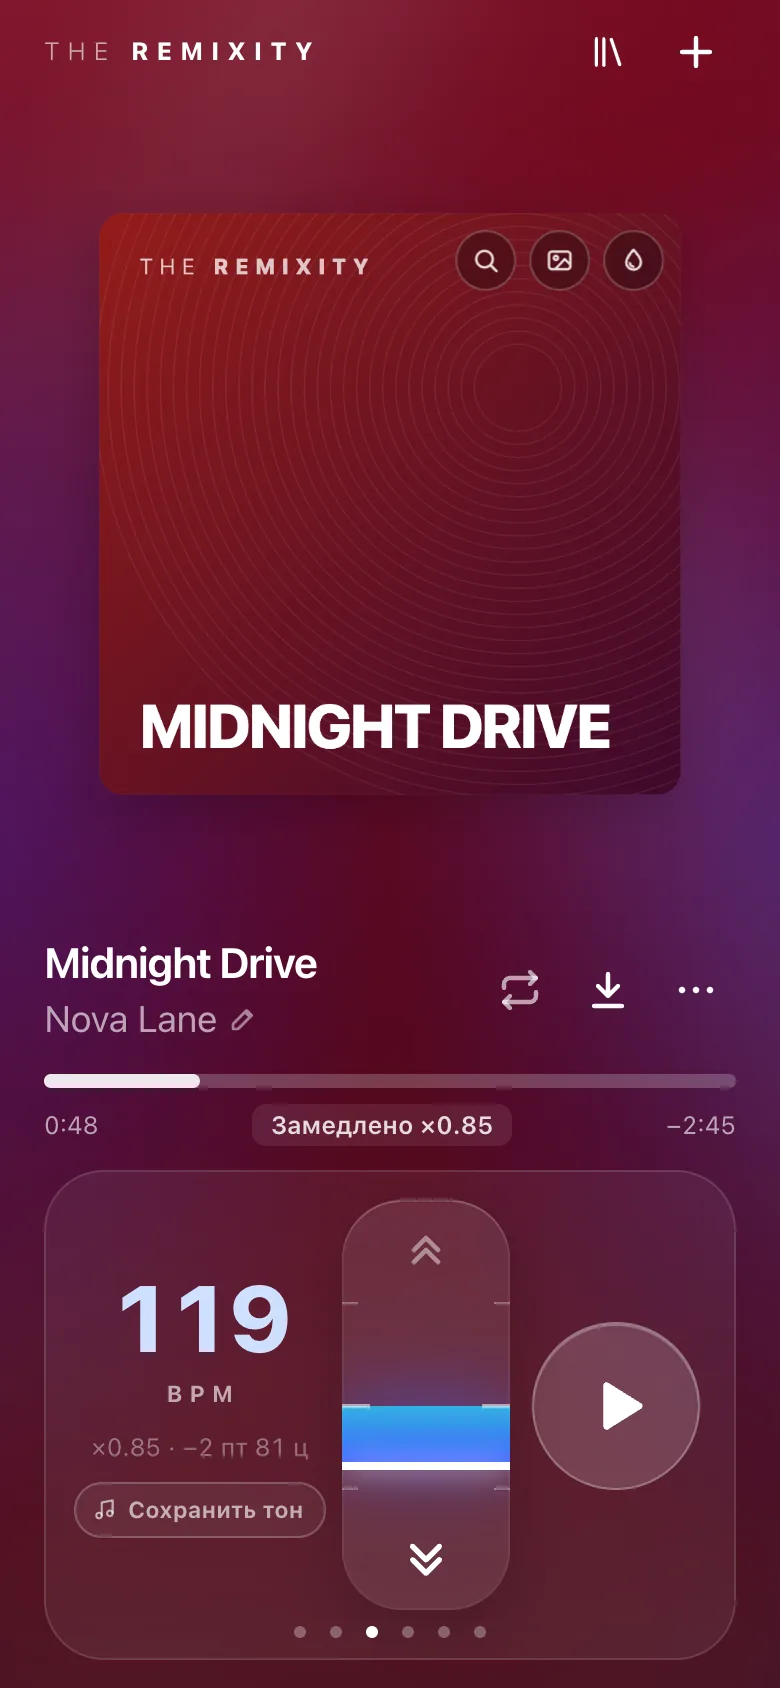 THE REMIXITY
THE REMIXITY
MIDNIGHT DRIVE
Midnight Drive
Nova Lane
0:48
Замедлено ×0.85
−2:45
119
BPM
×0.85 · −2 пт 81 ц
Сохранить тон